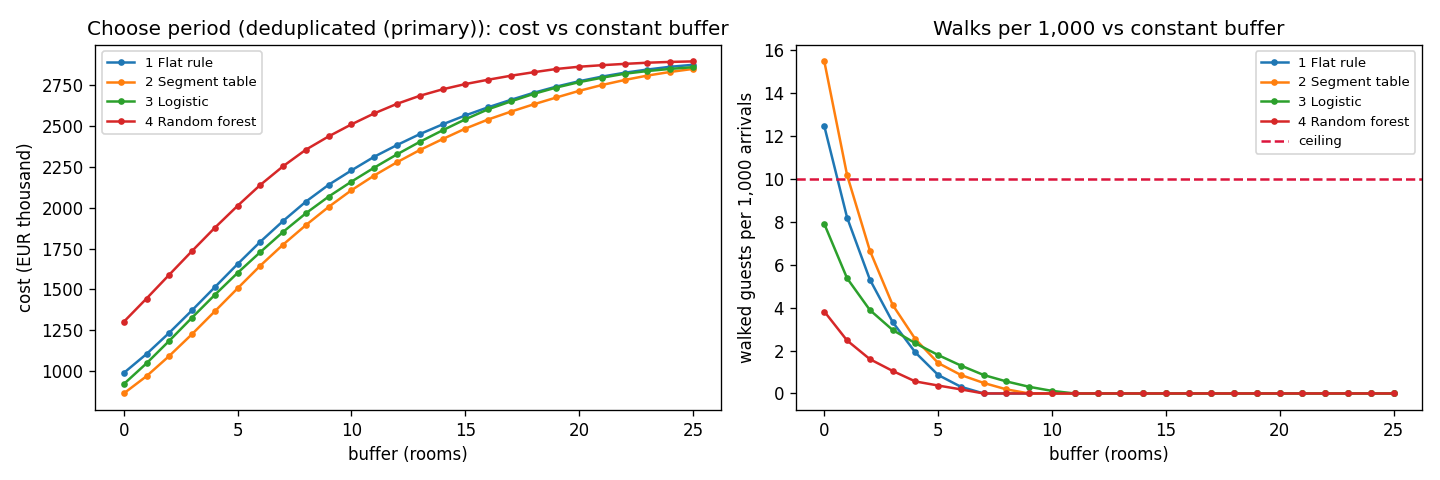 Choose period (deduplicated (primary)): cost vs constant buffer
cost (EUR thousand)
2750
2500
2250
2000
1750
1500
1250
1000
1 Flat rule
2 Segment table
3 Logistic
4 Random forest
0 5 10 15 20 25
buffer (rooms)
Walks per 1,000 vs constant buffer
walked guests per 1,000 arrivals
16
14
12
10
8
6
4
2
0
1 Flat rule
2 Segment table
3 Logistic
4 Random forest
ceiling
0 5 10 15 20 25
buffer (rooms)